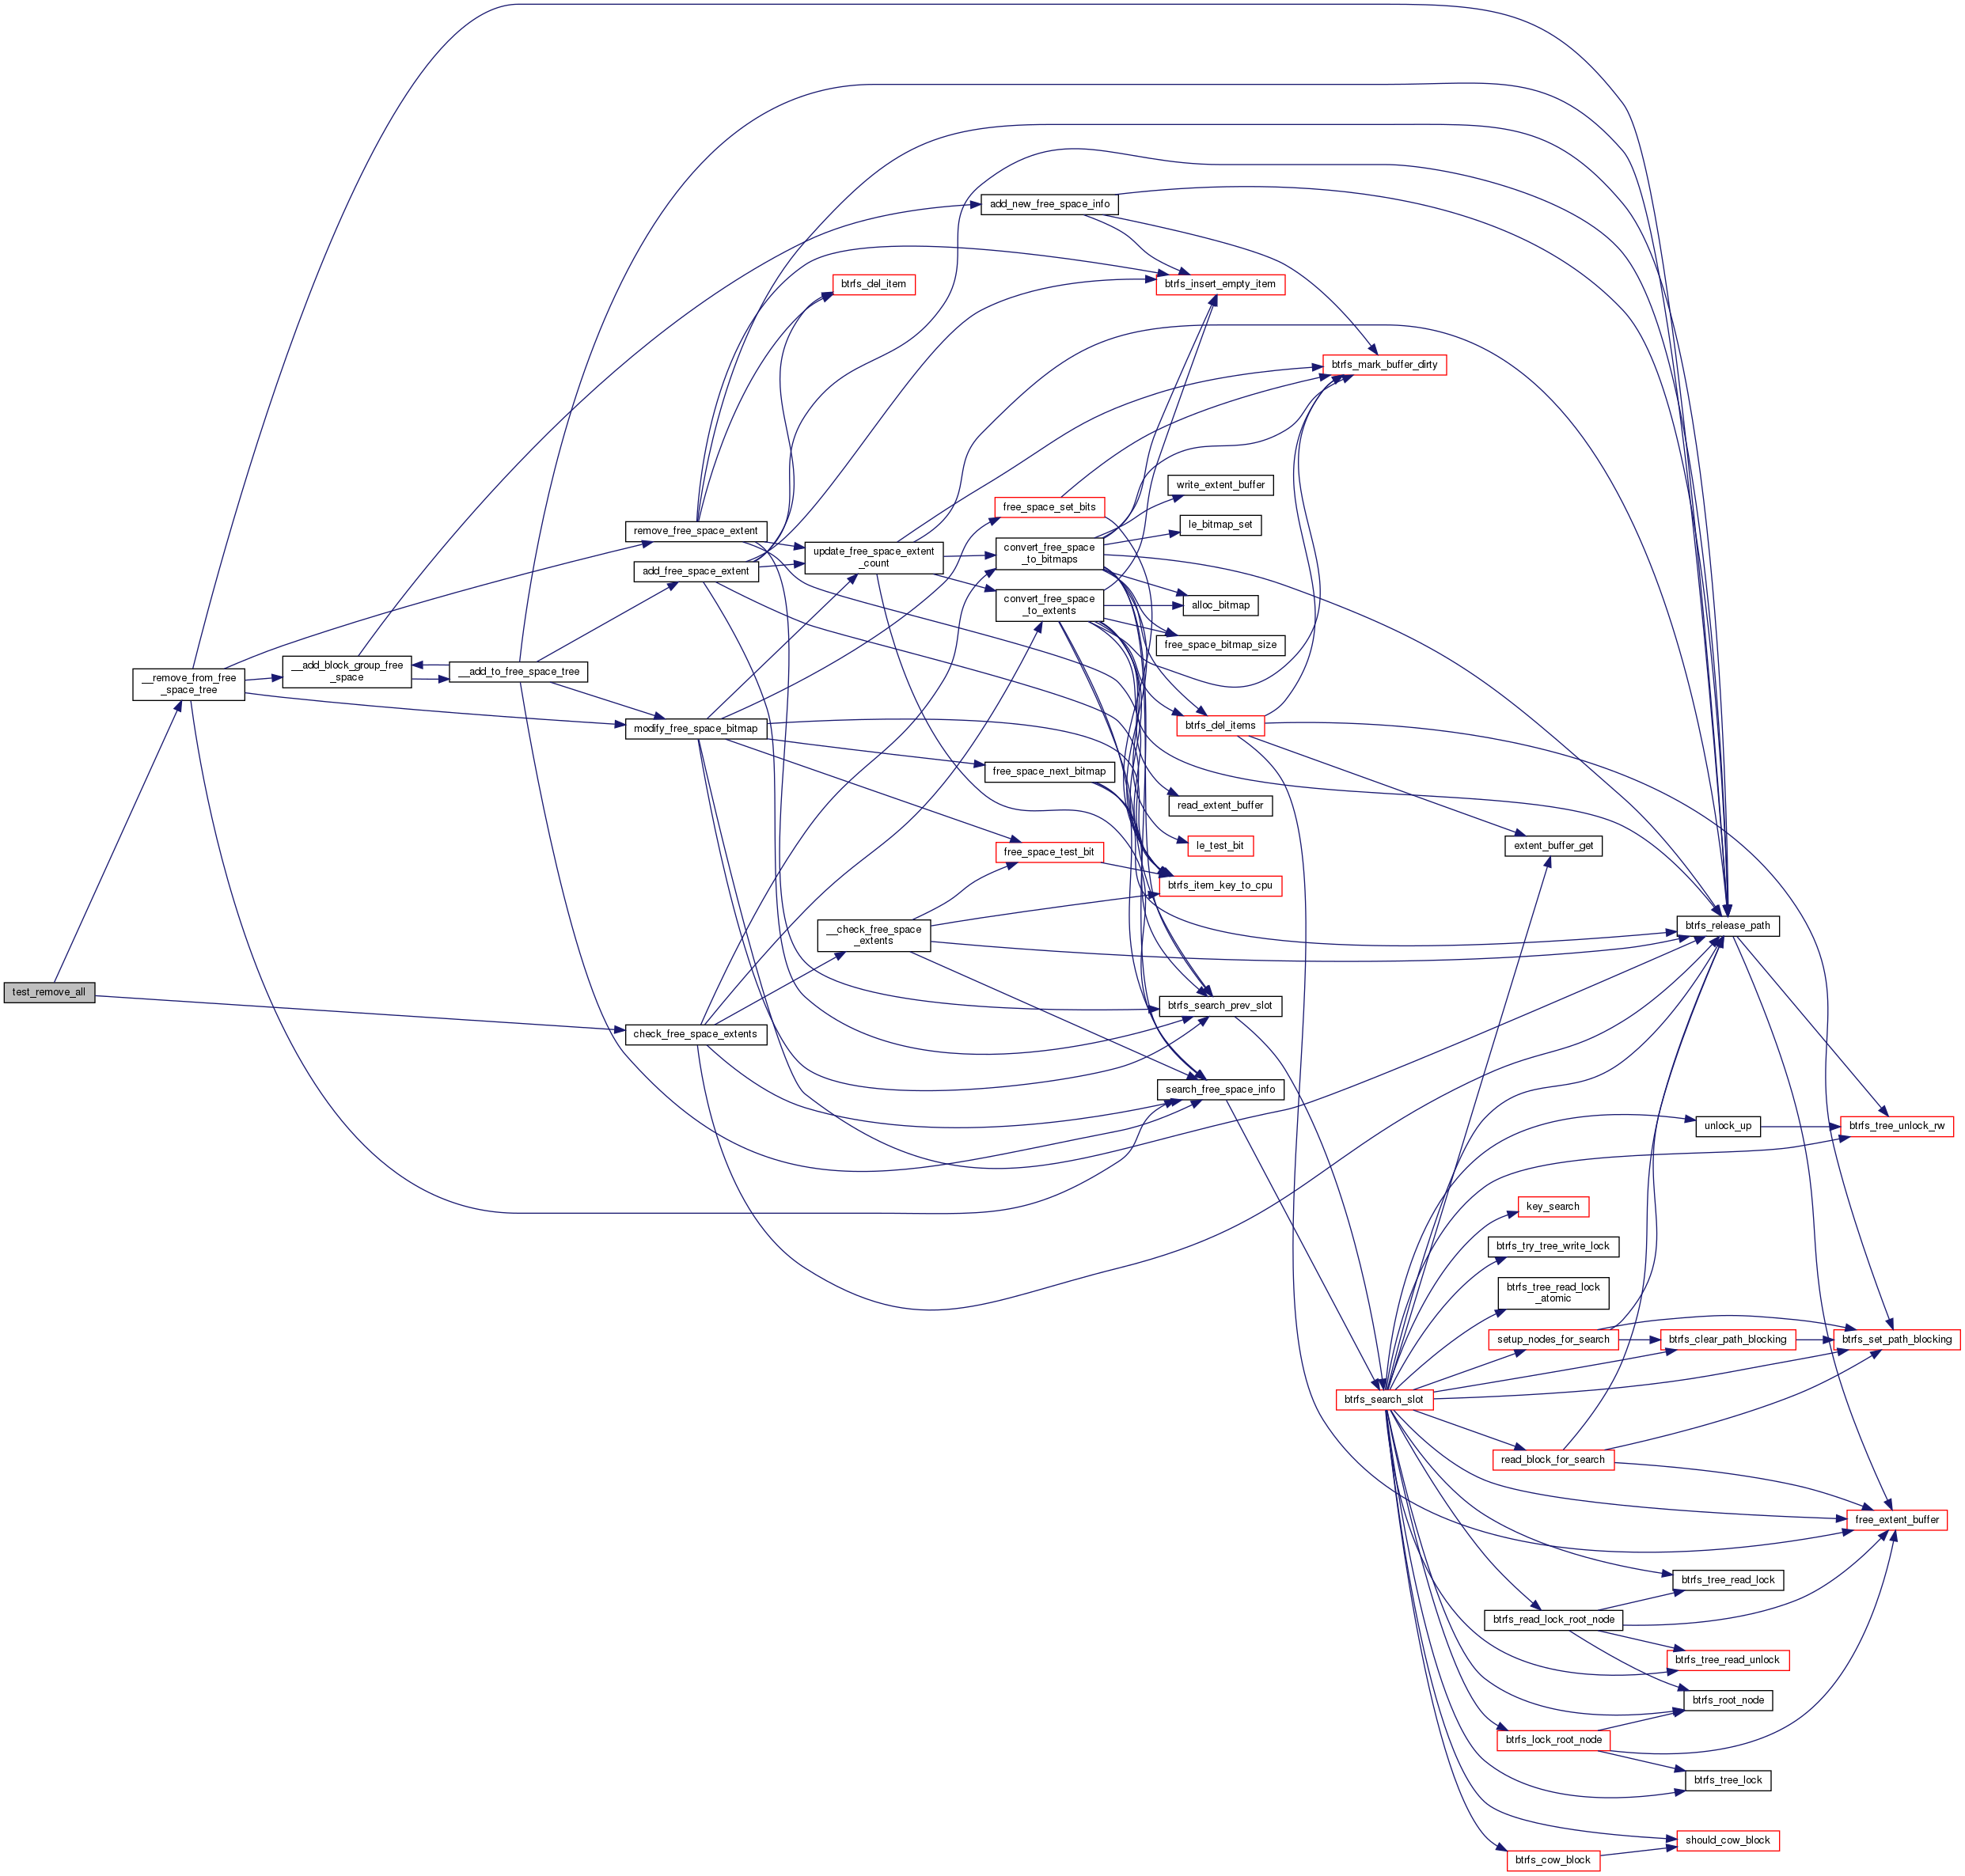 add_new_free_space_info
btrfs_del_item
btrfs_insert_empty_item
btrfs_mark_buffer_dirty
write_extent_buffer
free_space_set_bits
remove_free_space_extent
le_bitmap_set
update_free_space_extent
_count
convert_free_space
_to_bitmaps
add_free_space_extent
convert_free_space
_to_extents
alloc_bitmap
free_space_bitmap_size
__remove_from_free
_space_tree
__add_block_group_free
_space
__add_to_free_space_tree
modify_free_space_bitmap
btrfs_del_items
free_space_next_bitmap
read_extent_buffer
free_space_test_bit
le_test_bit
extent_buffer_get
btrfs_item_key_to_cpu
__check_free_space
_extents
btrfs_release_path
test_remove_all
btrfs_search_prev_slot
check_free_space_extents
search_free_space_info
unlock_up
btrfs_tree_unlock_rw
key_search
btrfs_try_tree_write_lock
btrfs_tree_read_lock
_atomic
setup_nodes_for_search
btrfs_clear_path_blocking
btrfs_set_path_blocking
btrfs_search_slot
read_block_for_search
free_extent_buffer
btrfs_tree_read_lock
btrfs_read_lock_root_node
btrfs_tree_read_unlock
btrfs_root_node
btrfs_lock_root_node
btrfs_tree_lock
should_cow_block
btrfs_cow_block